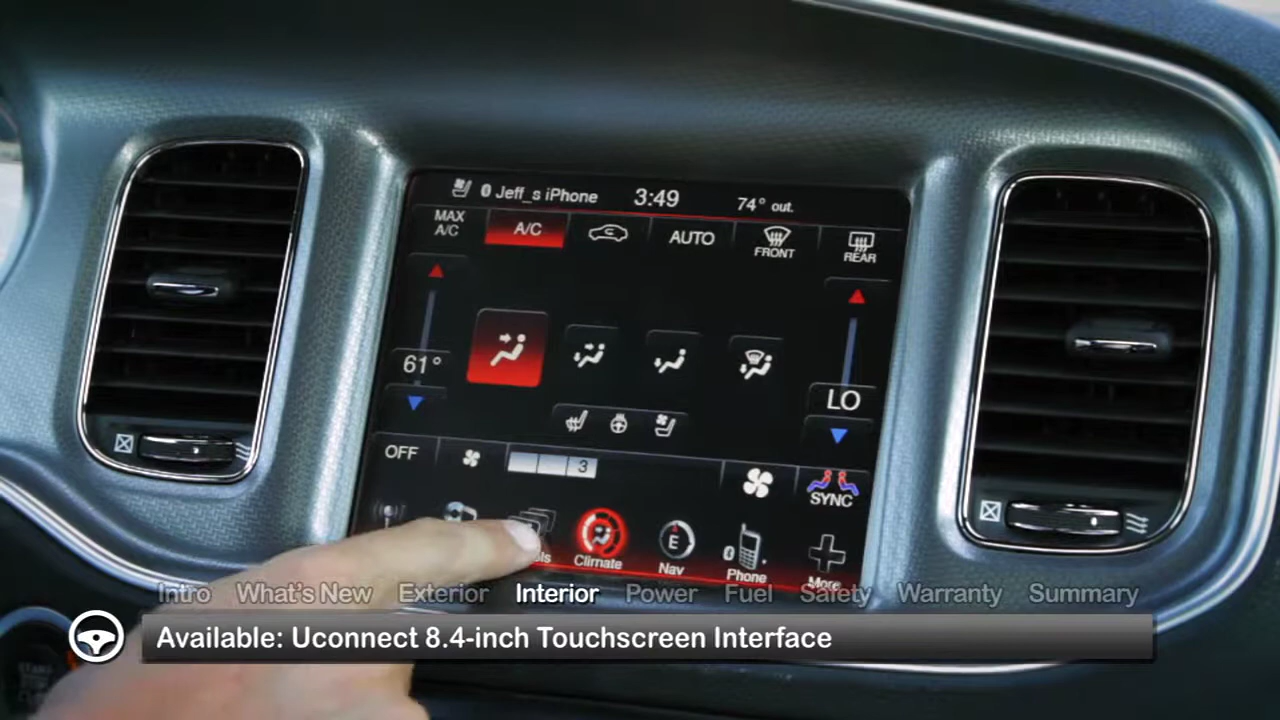 Jeff_s iPhone 3:49 74° out.
MAX A/C A/C AUTO FRONT REAR
61° LO
OFF 3 SYNC
Climate E Nav Phone More
Intro What's New Exterior Interior Power Fuel Safety Warranty Summary
Available: Uconnect 8.4-inch Touchscreen Interface